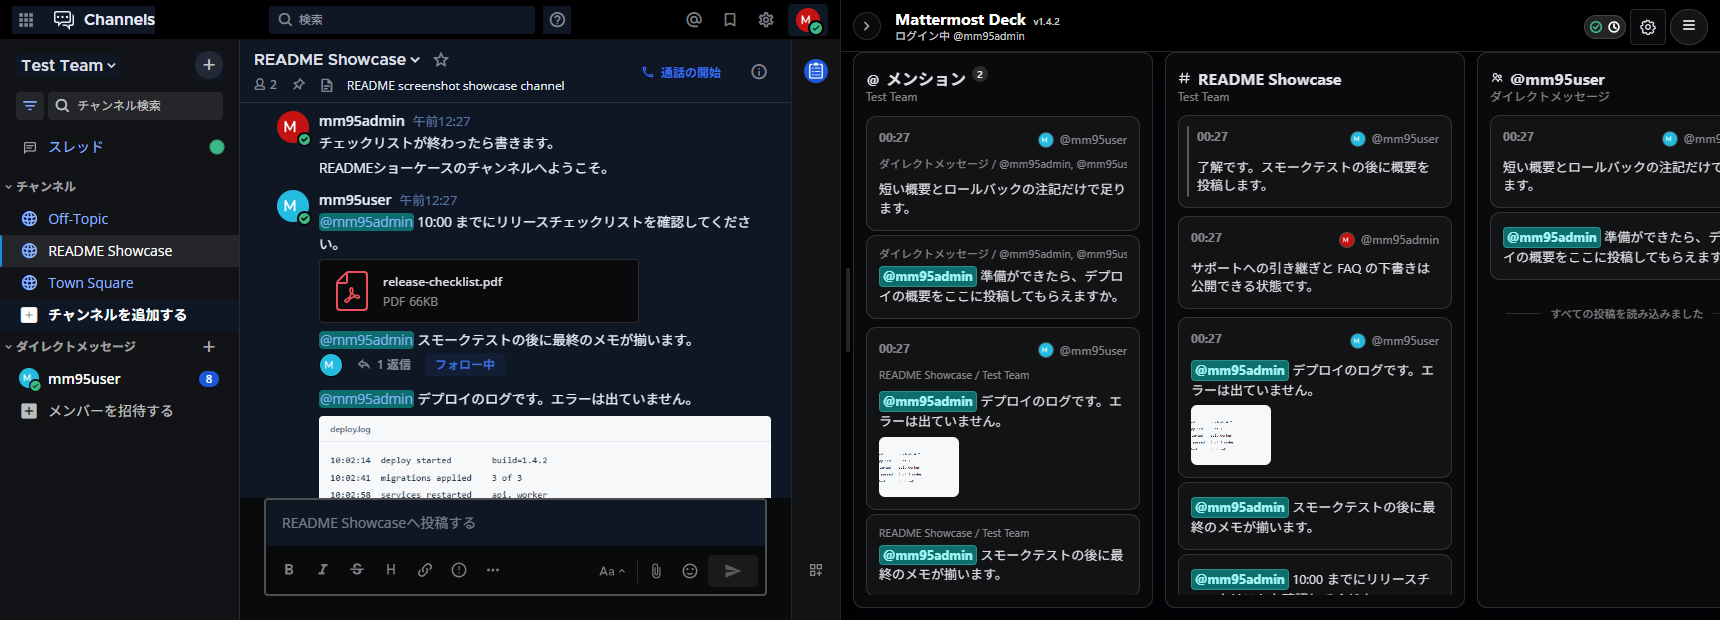 Channels
検索
Test Team
チャンネル検索
スレッド
チャンネル
Off-Topic
README Showcase
Town Square
チャンネルを追加する
ダイレクトメッセージ
mm95user
8
メンバーを招待する
README Showcase
2
README screenshot showcase channel
通話の開始
mm95admin 午前12:27
チェックリストが終わったら書きます。
READMEショーケースのチャンネルへようこそ。
mm95user 午前12:27
@mm95admin 10:00 までにリリースチェックリストを確認してくださ
い。
release-checklist.pdf
PDF 66KB
@mm95admin スモークテストの後に最終のメモが揃います。
1 返信 フォロー中
@mm95admin デプロイのログです。エラーは出ていません。
deploy.log
10:02:14 deploy started build=1.4.2
10:02:41 migrations applied 3 of 3
10:02:58 services restarted api, worker
README Showcaseへ投稿する
B I S H Aa
Mattermost Deck v1.4.2
ログイン中 @mm95admin
@ メンション 2
Test Team
00:27 @mm95user
ダイレクトメッセージ / @mm95admin, @mm95us
短い概要とロールバックの注記だけで足り
ます。
ダイレクトメッセージ / @mm95admin, @mm95us
@mm95admin 準備ができたら、デプロ
イの概要をここに投稿してもらえますか。
00:27 @mm95user
README Showcase / Test Team
@mm95admin デプロイのログです。エ
ラーは出ていません。
README Showcase / Test Team
@mm95admin スモークテストの後に最
終のメモが揃います。
# README Showcase
Test Team
00:27 @mm95user
了解です。スモークテストの後に概要を
投稿します。
00:27 @mm95admin
サポートへの引き継ぎと FAQ の下書きは
公開できる状態です。
00:27 @mm95user
@mm95admin デプロイのログです。エ
ラーは出ていません。
@mm95admin スモークテストの後に最
終のメモが揃います。
@mm95admin 10:00 までにリリースチ
@mm95user
ダイレクトメッセージ
00:27 @mm9
短い概要とロールバックの注記だけで
ます。
@mm95admin 準備ができたら、デ
イの概要をここに投稿してもらえます
すべての投稿を読み込みました